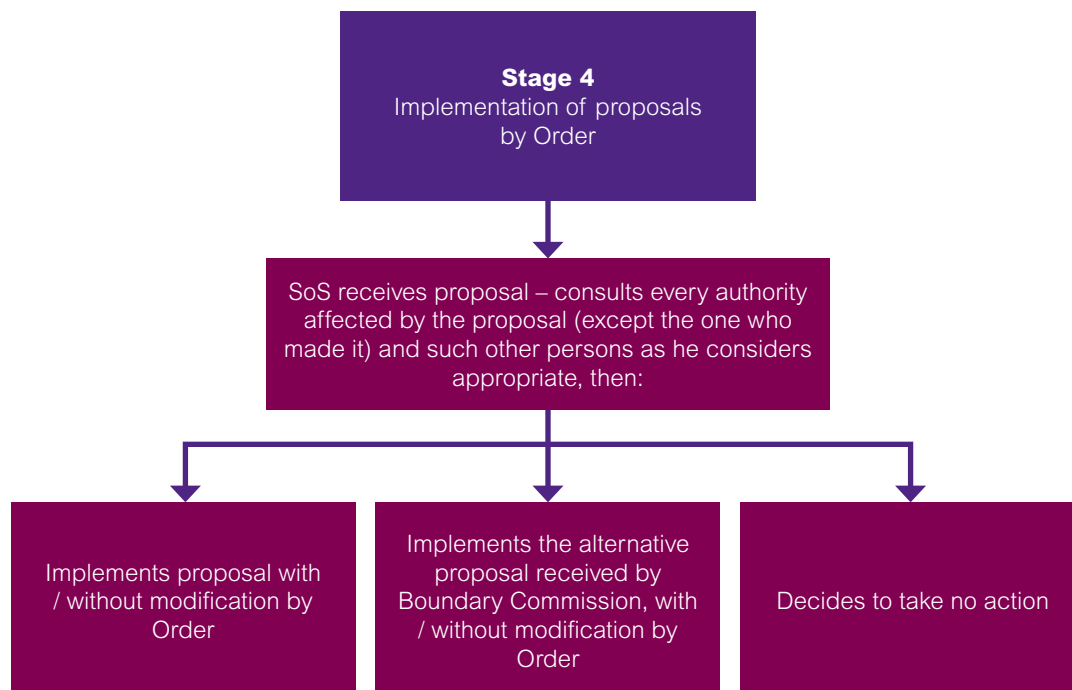 Stage 4
Implementation of proposals
by Order
SoS receives proposal – consults every authority
affected by the proposal (except the one who
made it) and such other persons as he considers
appropriate, then:
Implements proposal with
/ without modification by
Order
Implements the alternative
proposal received by
Boundary Commission, with
/ without modification by
Order
Decides to take no action